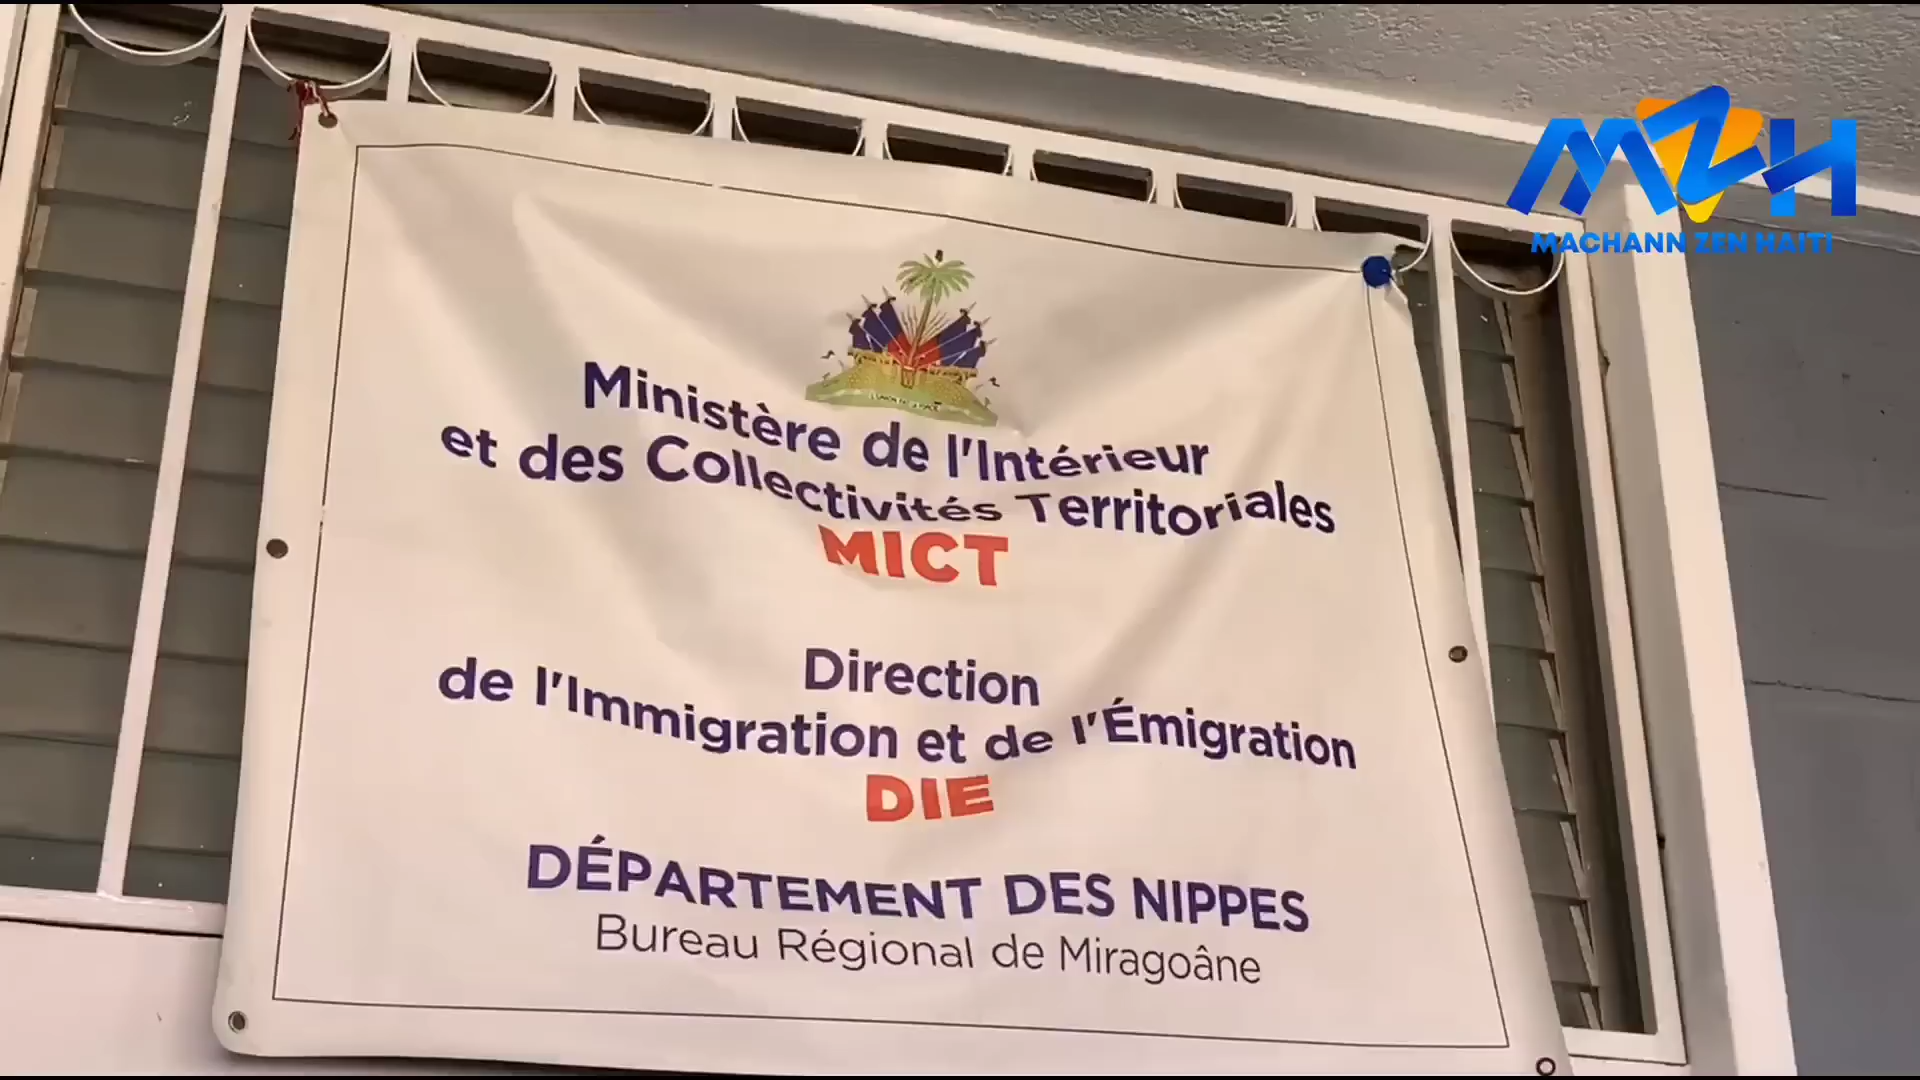 MZH
MACHANN ZEN HAITI
Ministère de l'Intérieur
et des Collectivités Territoriales
MICT
Direction
de l'Immigration et de l'Émigration
DIE
DÉPARTEMENT DES NIPPES
Bureau Régional de Miragoâne